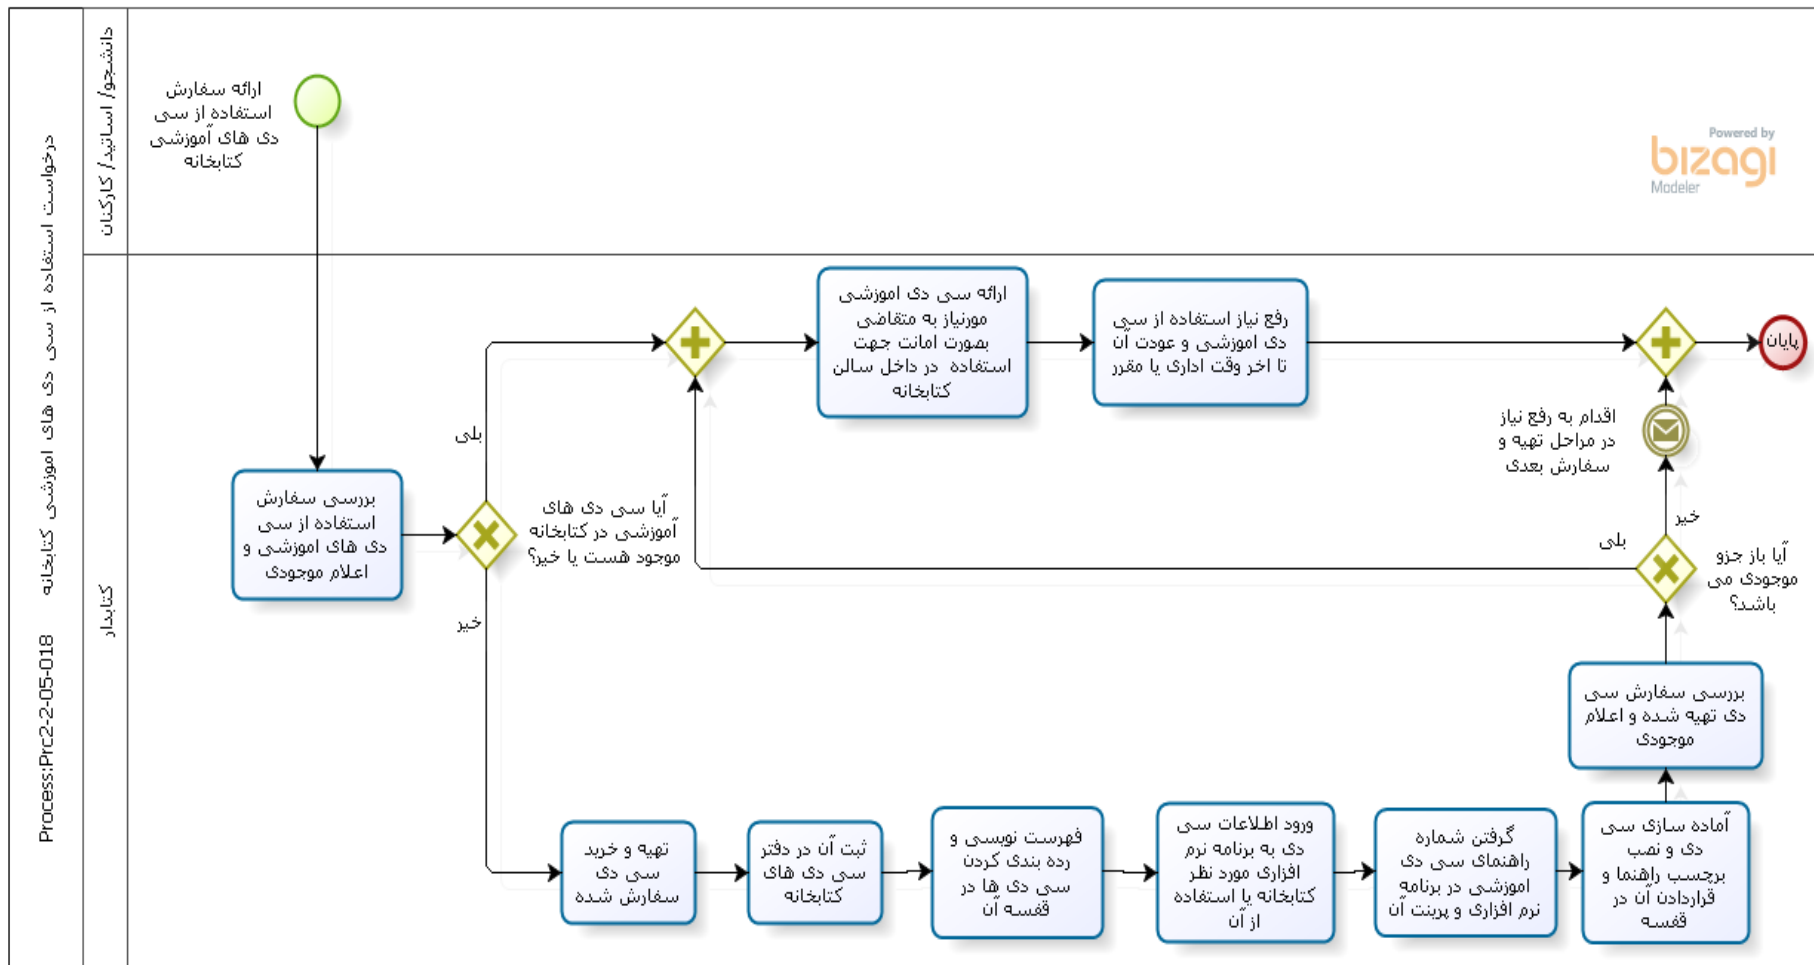 درخواست استفاده از سی دی های اموزشی کتابخانه
Process:Prc2-2-05-018
دانشجو/ اساتید/ کارکنان
کتابدار
ارائه سفارش
استفاده از سی
دی های آموزشی
کتابخانه
Powered by
bizagi
Modeler
ارائه سی دی اموزشی
مورنیاز به متقاضی
بصورت امانت جهت
استفاده در داخل سالن
کتابخانه
رفع نیاز استفاده از سی
دی اموزشی و عودت آن
تا اخر وقت اداری یا مقرر
پایان
اقدام به رفع نیاز
در مراحل تهیه و
سفارش بعدی
بلی
بررسی سفارش
استفاده از سی
دی های اموزشی و
اعلام موجودی
آیا سی دی های
آموزشی در کتابخانه
موجود هست یا خیر؟
خیر
بلی
خیر
آیا باز جزو
موجودی می
باشد؟
بررسی سفارش سی
دی تهیه شده و اعلام
موجودی
تهیه و خرید
سی دی
سفارش شده
ثبت آن در دفتر
سی دی های
کتابخانه
فهرست نویسی و
رده بندی کردن
سی دی ها در
قفسه آن
ورود اطلاعات سی
دی به برنامه نرم
افزاری مورد نظر
کتابخانه یا استفاده
از آن
گرفتن شماره
راهنمای سی دی
اموزشی در برنامه
نرم افزاری و پرینت آن
آماده سازی سی
دی و نصب
برچسب راهنما و
قراردادن آن در
قفسه